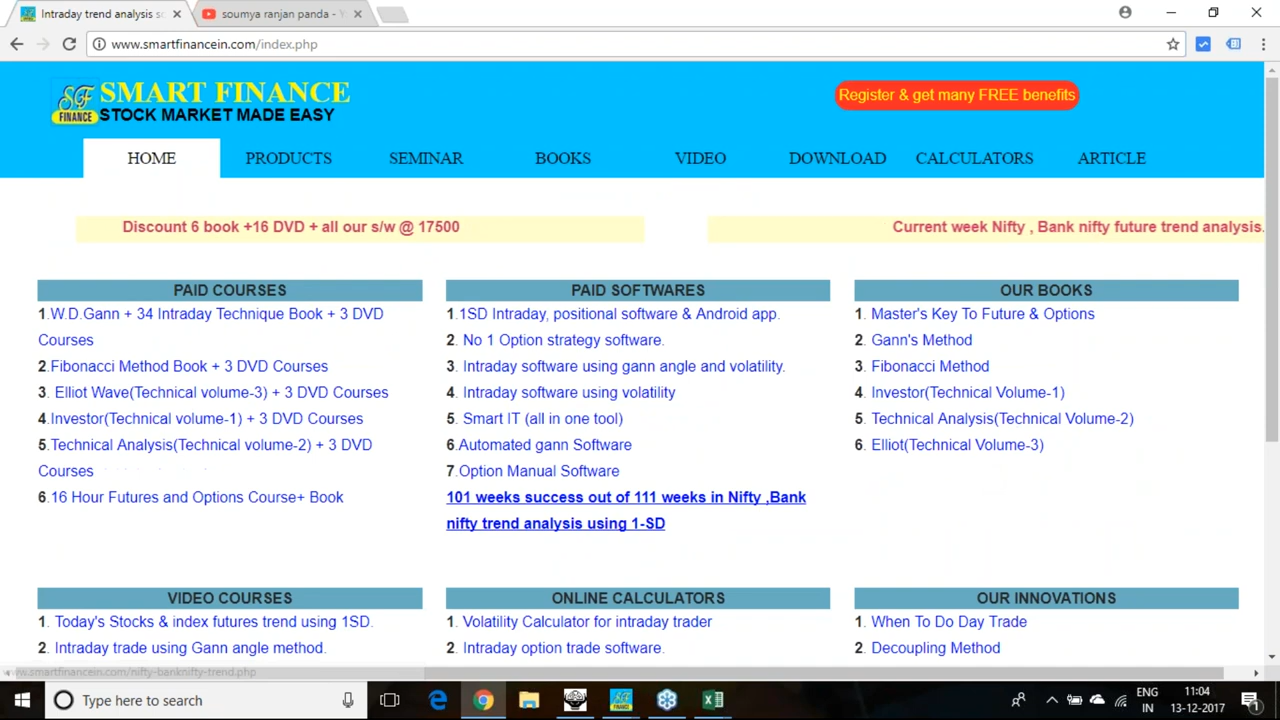 Intraday trend analysis so
soumya ranjan panda - Y
www.smartfinancein.com/index.php
SF
FINANCE
SMART FINANCE
STOCK MARKET MADE EASY
Register & get many FREE benefits
HOME PRODUCTS SEMINAR BOOKS VIDEO DOWNLOAD CALCULATORS ARTICLE
Discount 6 book +16 DVD + all our s/w @ 17500
Current week Nifty , Bank nifty future trend analysis.
PAID COURSES
1.W.D.Gann + 34 Intraday Technique Book + 3 DVD
Courses
2.Fibonacci Method Book + 3 DVD Courses
3. Elliot Wave(Technical volume-3) + 3 DVD Courses
4.Investor(Technical volume-1) + 3 DVD Courses
5.Technical Analysis(Technical volume-2) + 3 DVD
Courses
6.16 Hour Futures and Options Course+ Book
PAID SOFTWARES
1.1SD Intraday, positional software & Android app.
2. No 1 Option strategy software.
3. Intraday software using gann angle and volatility.
4. Intraday software using volatility
5. Smart IT (all in one tool)
6.Automated gann Software
7.Option Manual Software
101 weeks success out of 111 weeks in Nifty ,Bank
nifty trend analysis using 1-SD
OUR BOOKS
1. Master's Key To Future & Options
2. Gann's Method
3. Fibonacci Method
4. Investor(Technical Volume-1)
5. Technical Analysis(Technical Volume-2)
6. Elliot(Technical Volume-3)
VIDEO COURSES
1. Today's Stocks & index futures trend using 1SD.
2. Intraday trade using Gann angle method.
ONLINE CALCULATORS
1. Volatility Calculator for intraday trader
2. Intraday option trade software.
OUR INNOVATIONS
1. When To Do Day Trade
2. Decoupling Method
www.smartfinancein.com/nifty-banknifty-trend.php
Type here to search
ENG
IN
11:04
13-12-2017
1